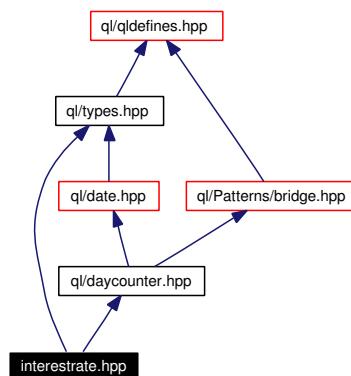 ql/qldefines.hpp
ql/types.hpp
ql/date.hpp
ql/Patterns/bridge.hpp
ql/daycounter.hpp
interestrate.hpp